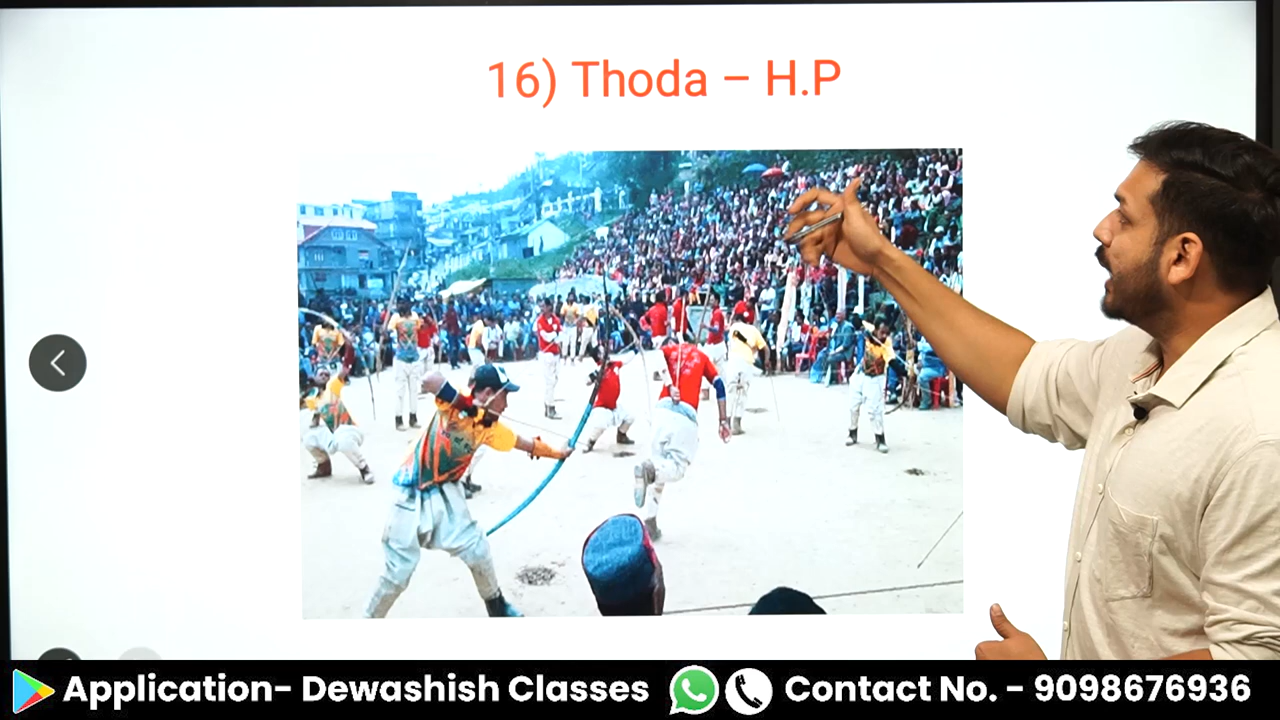 16) Thoda – H.P
Application- Dewashish Classes
Contact No. - 9098676936